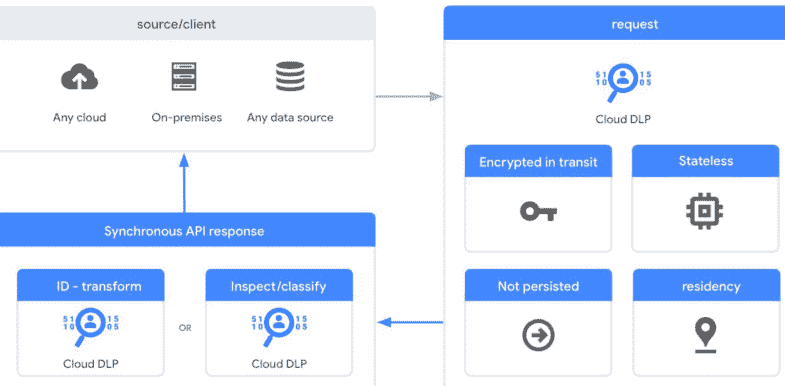 source/client
Any cloud
On-premises
Any data source
request
51 15
10 05
Cloud DLP
Encrypted in transit
Stateless
Not persisted
residency
Synchronous API response
ID - transform
51 15
10 05
Cloud DLP
OR
Inspect/classify
51 15
10 05
Cloud DLP